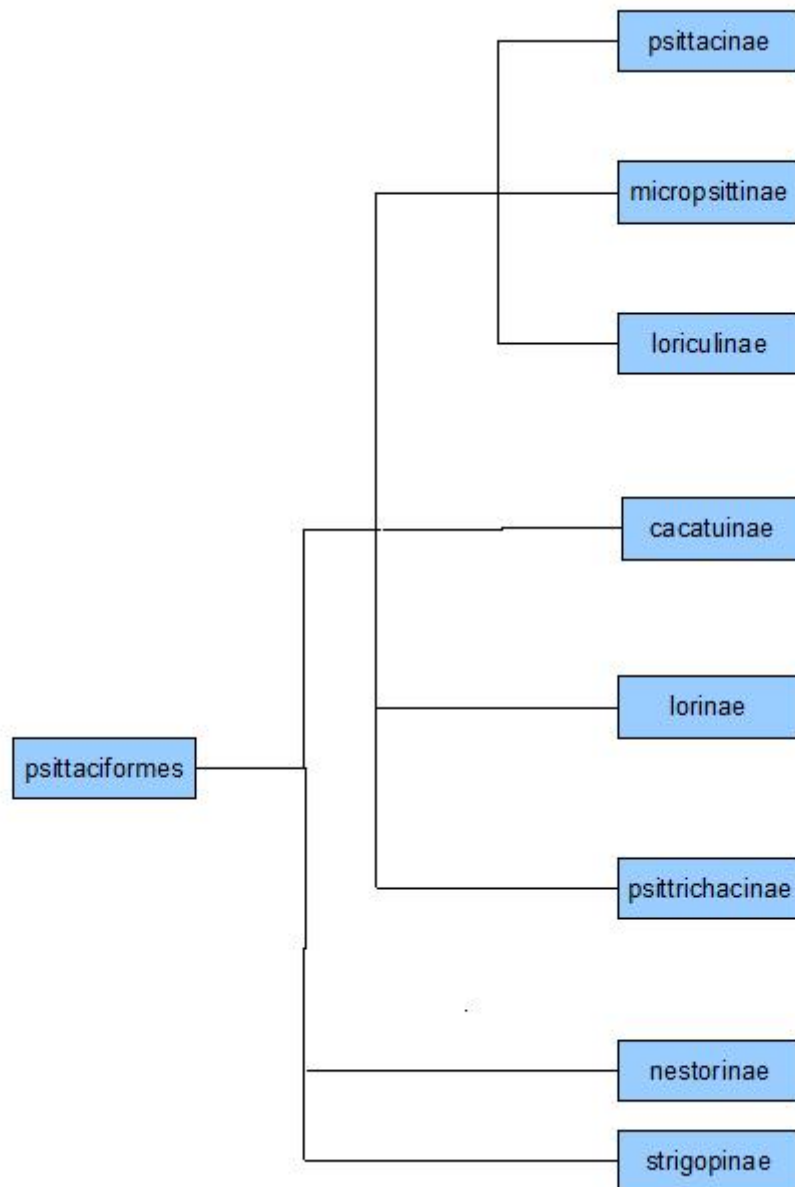 psittacinae
micropsittinae
loriculinae
cacatuinae
lorinae
psittaciformes
psittrichacinae
nestorinae
strigopinae